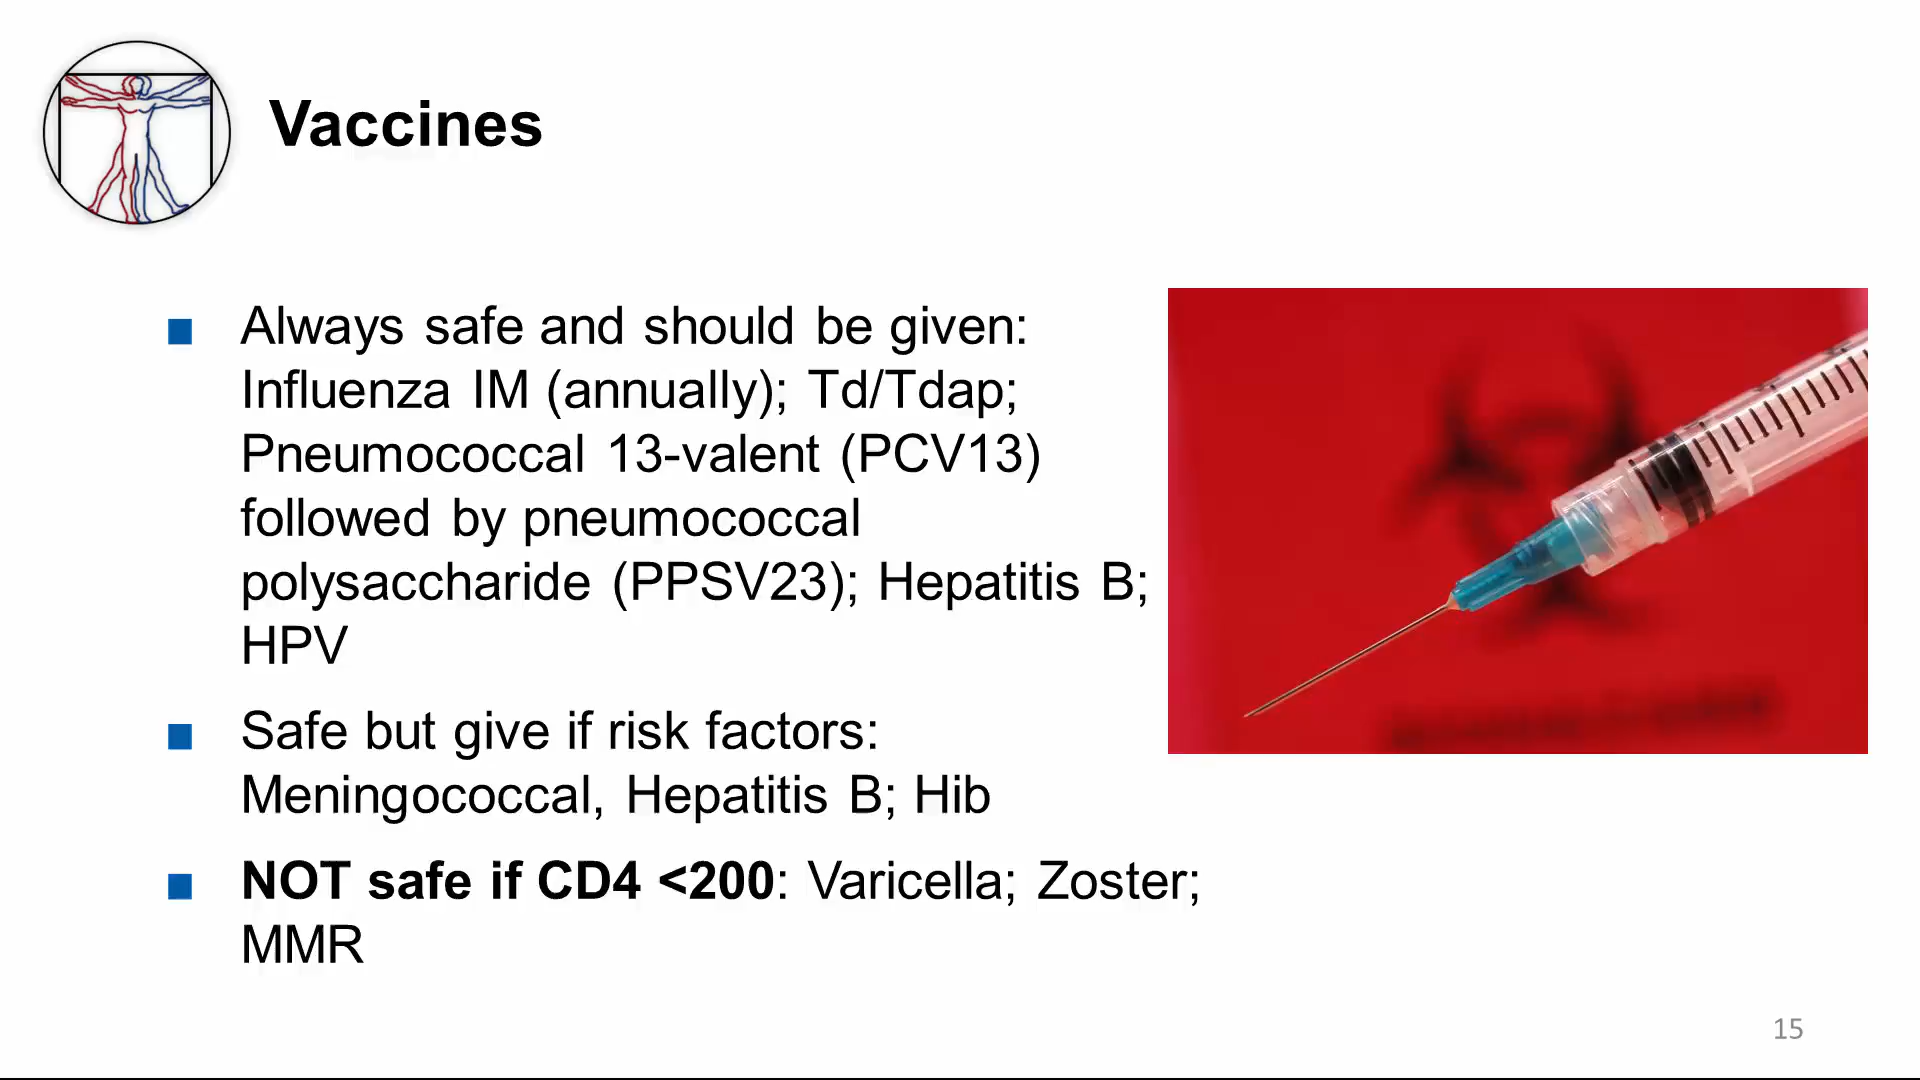 Vaccines
Always safe and should be given:
Influenza IM (annually); Td/Tdap;
Pneumococcal 13-valent (PCV13)
followed by pneumococcal
polysaccharide (PPSV23); Hepatitis B;
HPV
Safe but give if risk factors:
Meningococcal, Hepatitis B; Hib
NOT safe if CD4 <200: Varicella; Zoster;
MMR
15